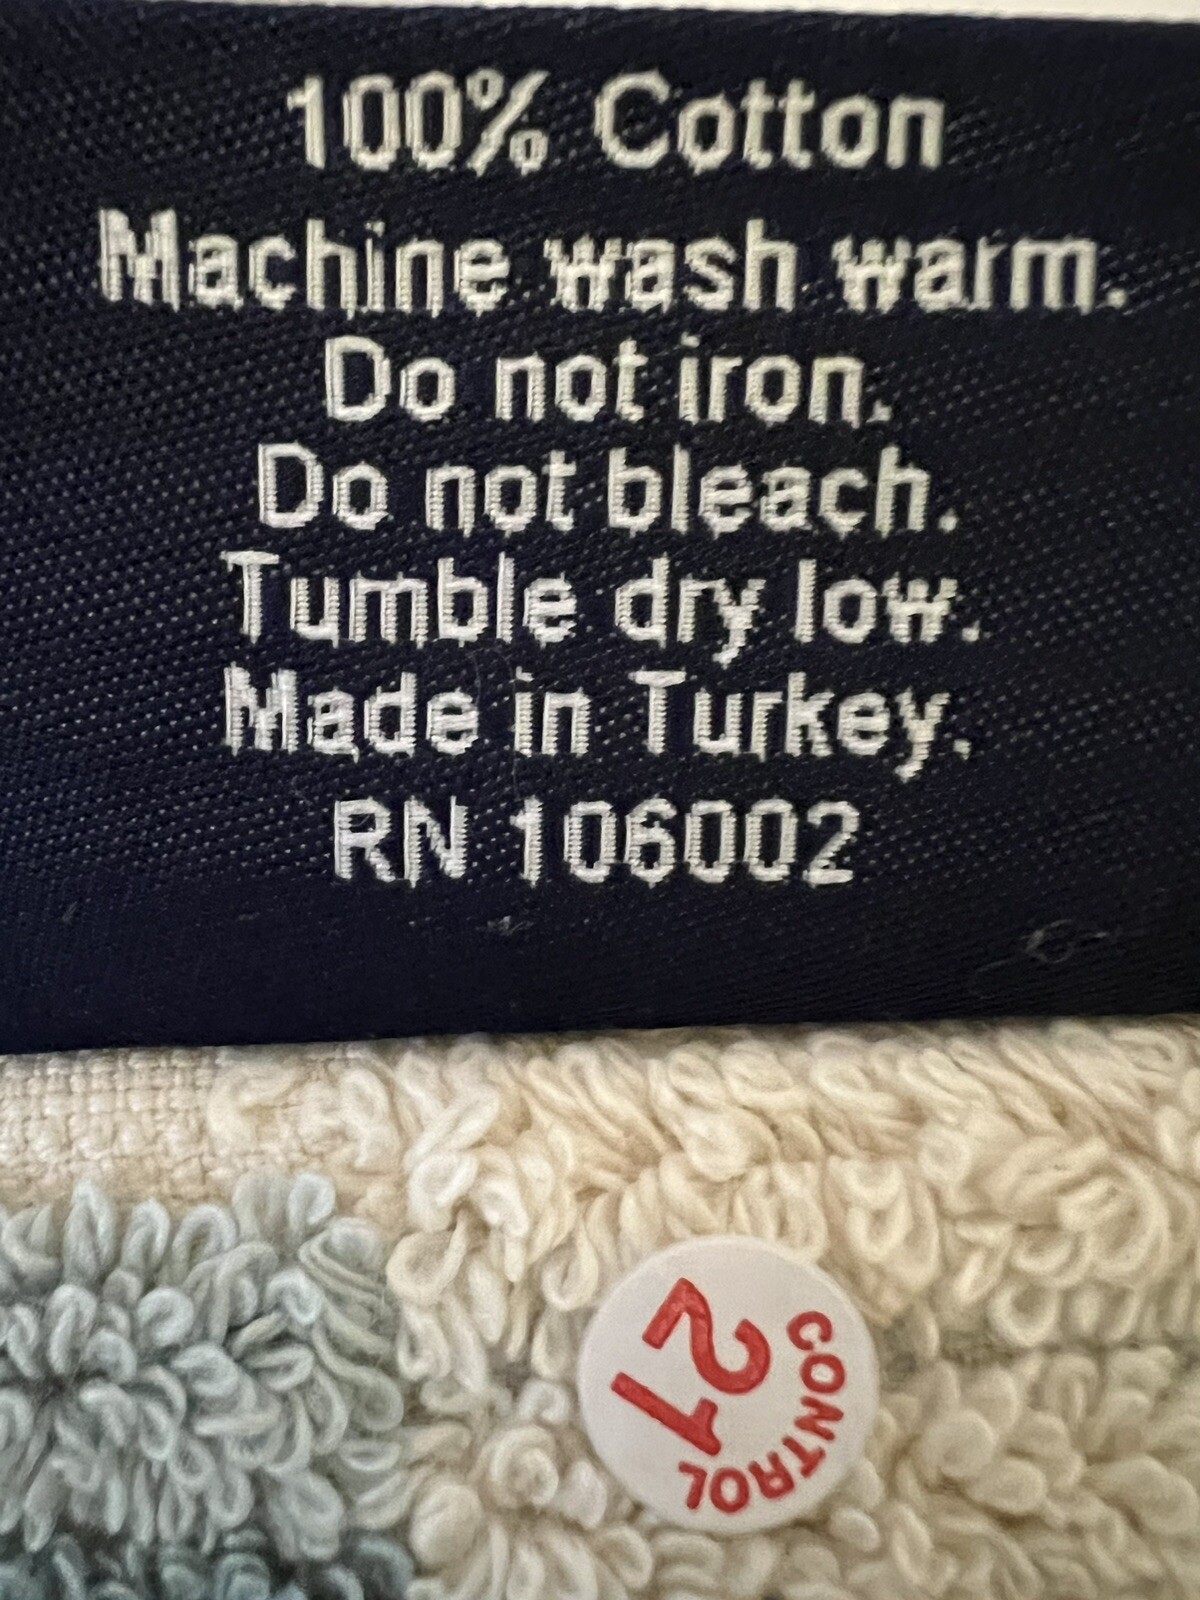 100% Cotton
Machine wash warm.
Do not iron.
Do not bleach.
Tumble dry low.
Made in Turkey.
RN 106002
CONTROL
21